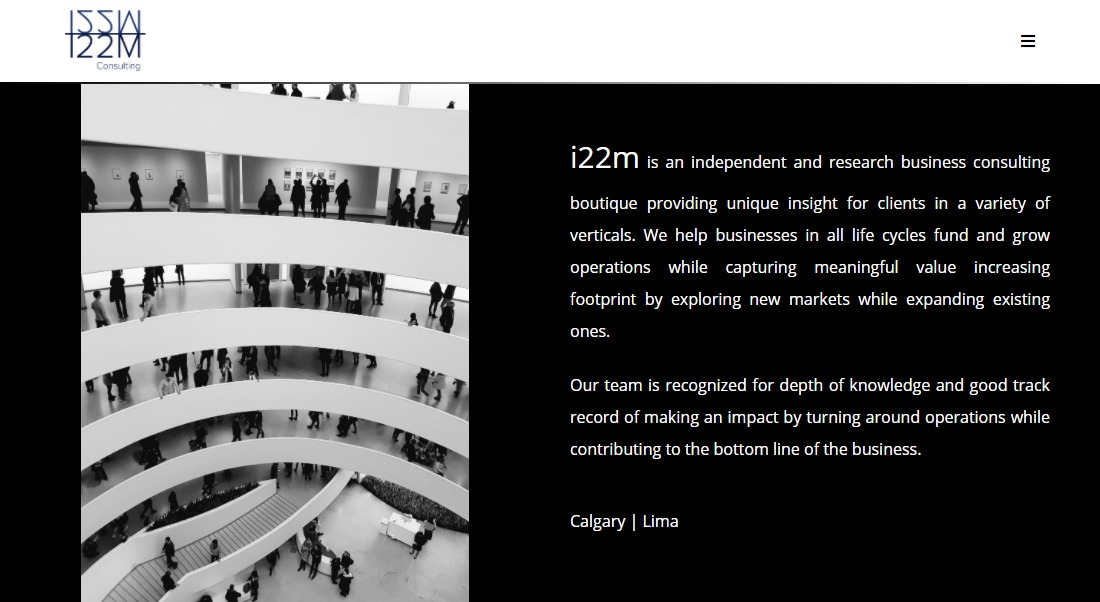 I22M
Consulting
i22m is an independent and research business consulting
boutique providing unique insight for clients in a variety of
verticals. We help businesses in all life cycles fund and grow
operations while capturing meaningful value increasing
footprint by exploring new markets while expanding existing
ones.
Our team is recognized for depth of knowledge and good track
record of making an impact by turning around operations while
contributing to the bottom line of the business.
Calgary | Lima